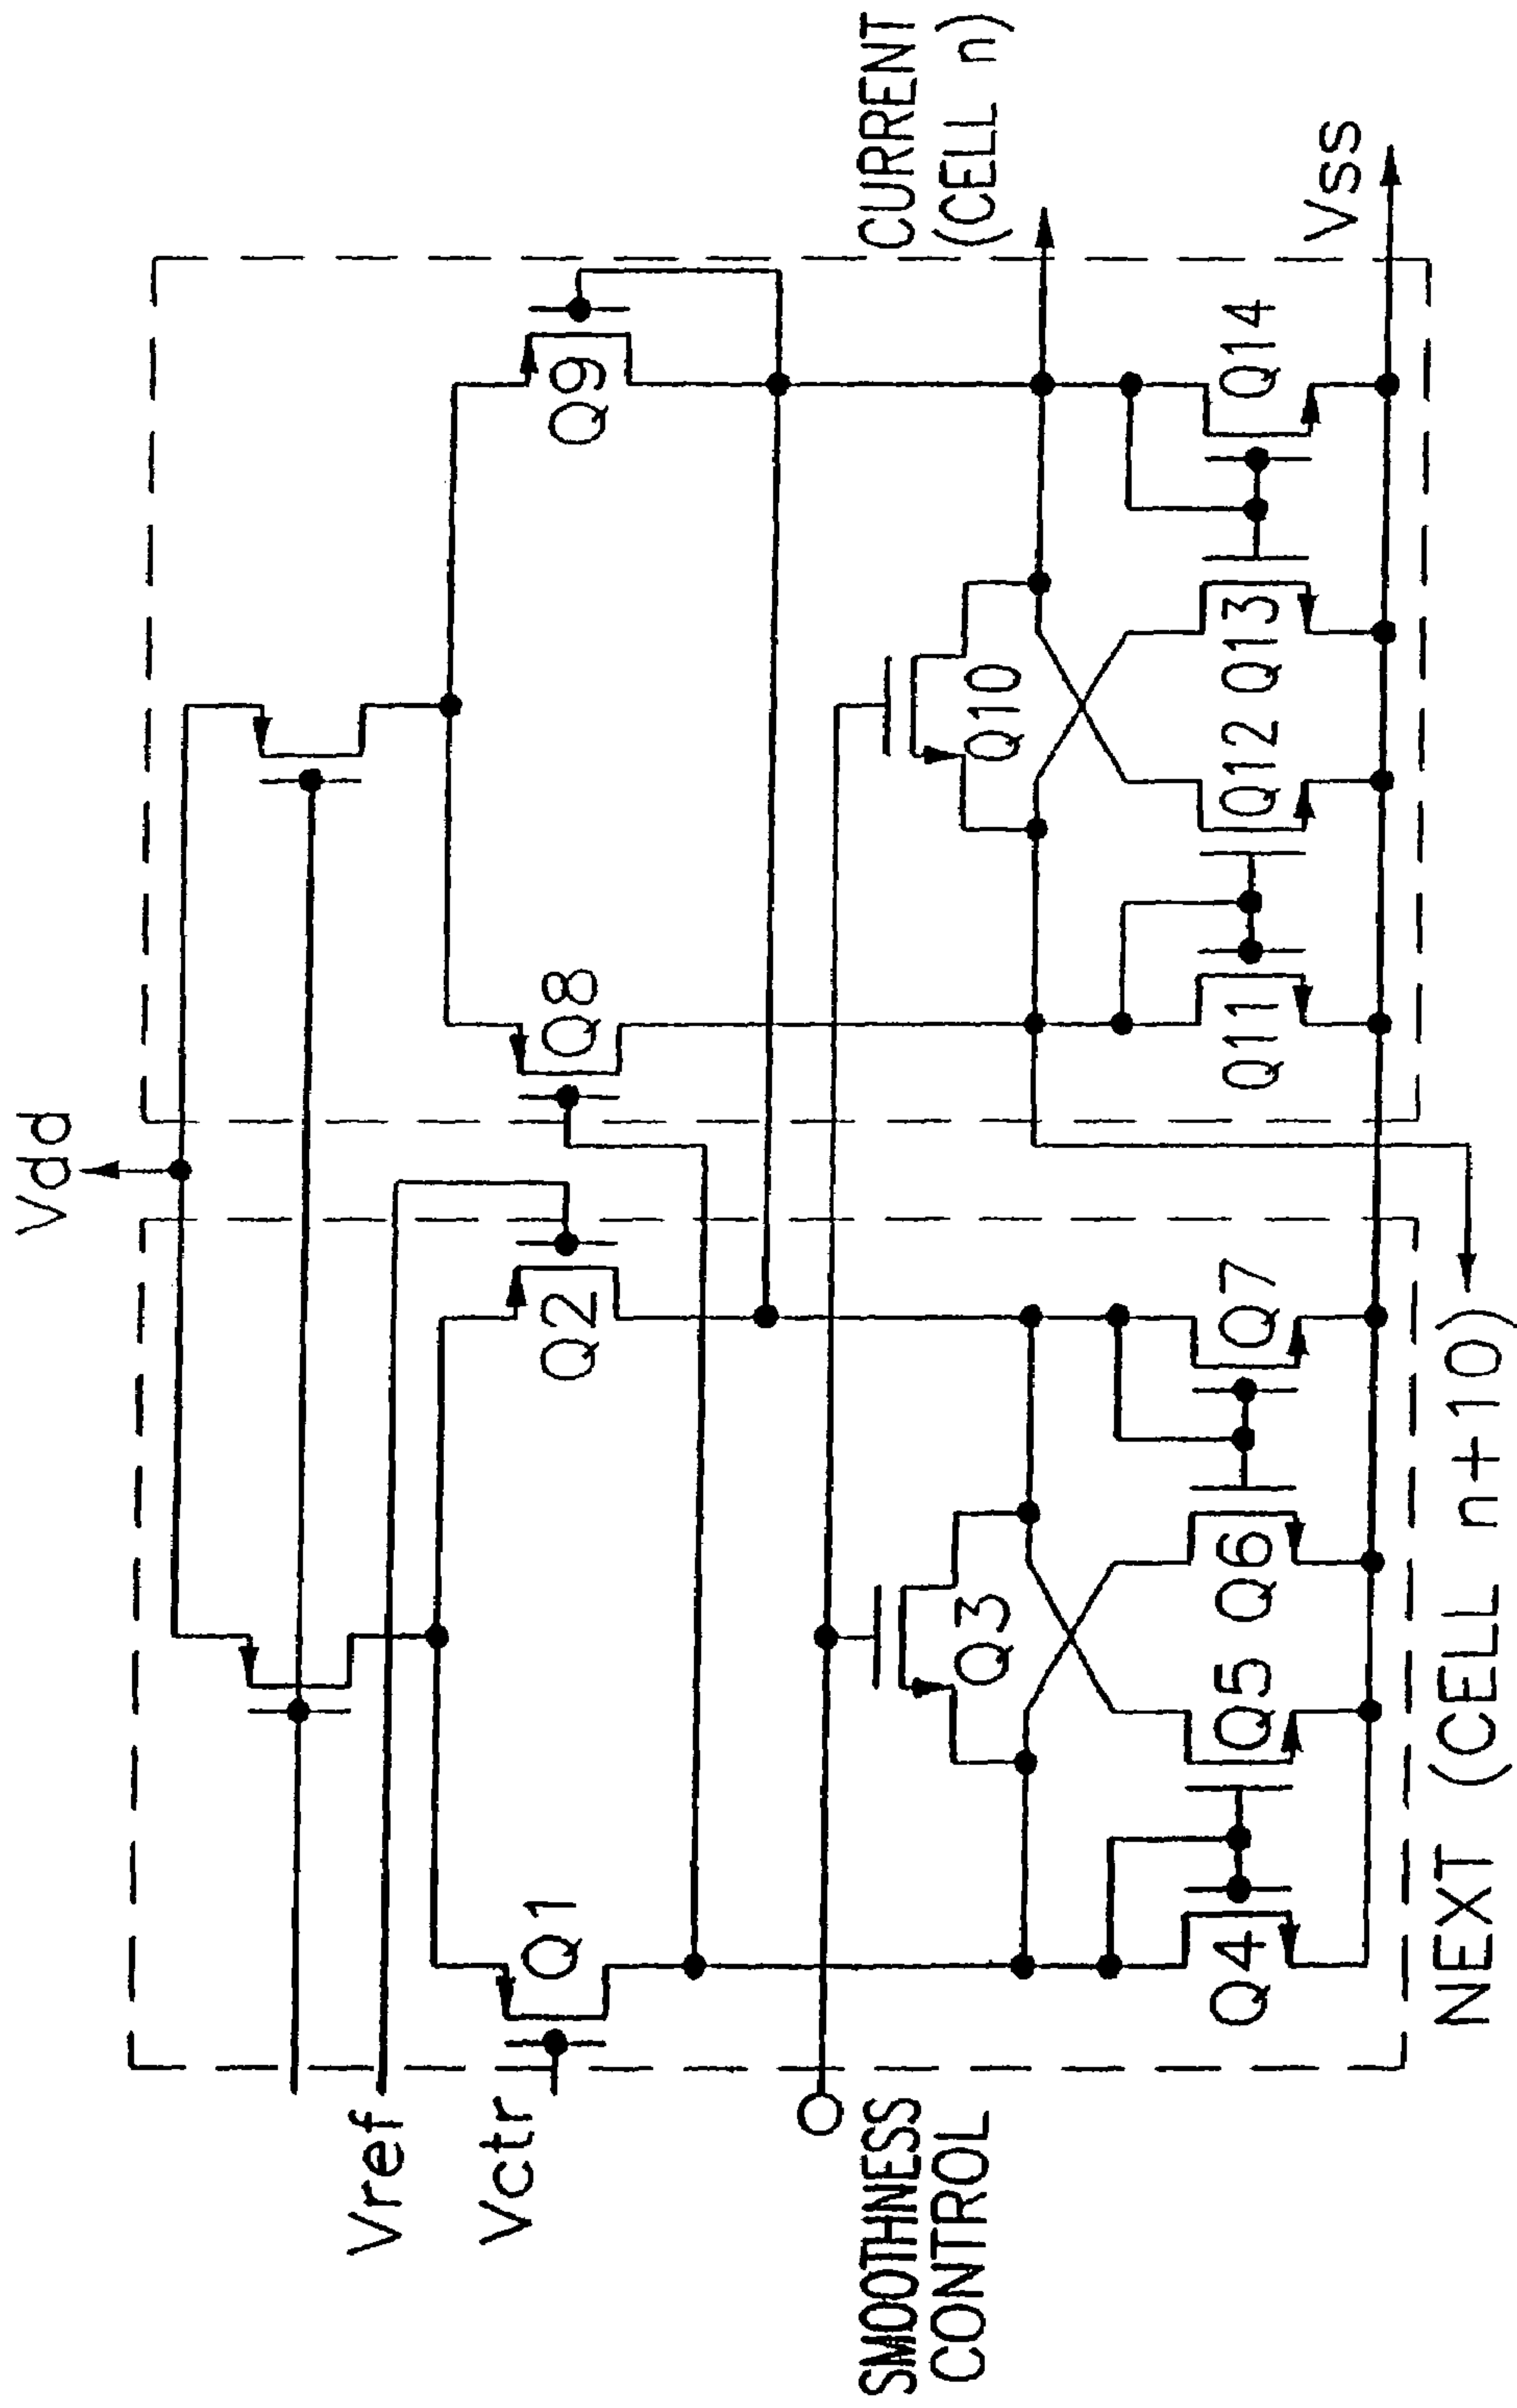 Vdd
Vref
Vctr
SMOOTHNESS
CONTROL
Q1
Q2
Q3
Q4
Q5
Q6
Q7
Q8
Q9
Q10
Q11
Q12
Q13
Q14
CURRENT
(CELL n)
Vss
NEXT (CELL n+10)